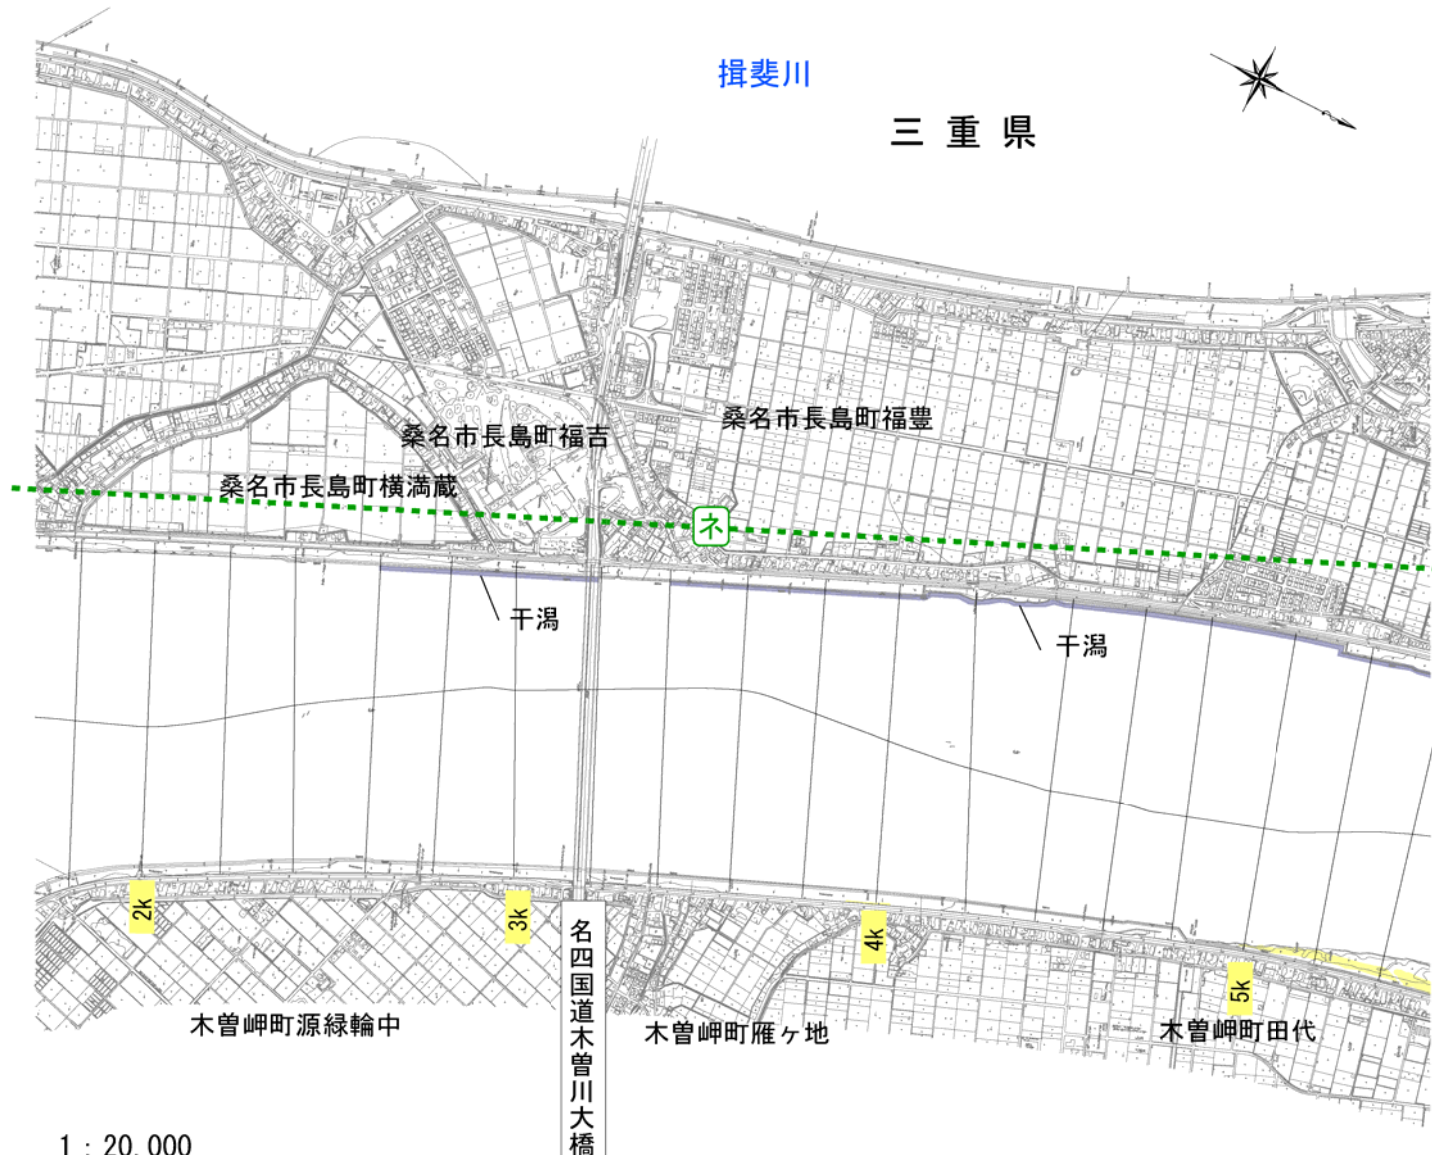 揖斐川
三重県
桑名市長島町福豊
桑名市長島町福吉
桑名市長島町横満蔵
ネ
干潟
干潟
2k
3k
4k
5k
名四国道木曽川大橋
木曽岬町源緑輪中
木曽岬町雁ヶ地
木曽岬町田代
1：20,000